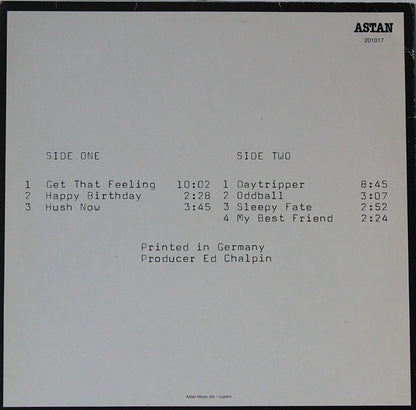 ASTAN
201017
SIDE ONE
1 Get That Feeling 10:02
2 Happy Birthday 2:28
3 Hush Now 3:45
SIDE TWO
1 Daytripper 8:45
2 Oddball 3:07
3 Sleepy Fate 2:52
4 My Best Friend 2:24
Printed in Germany
Producer Ed Chalpin
Astan Music AG – Luzern